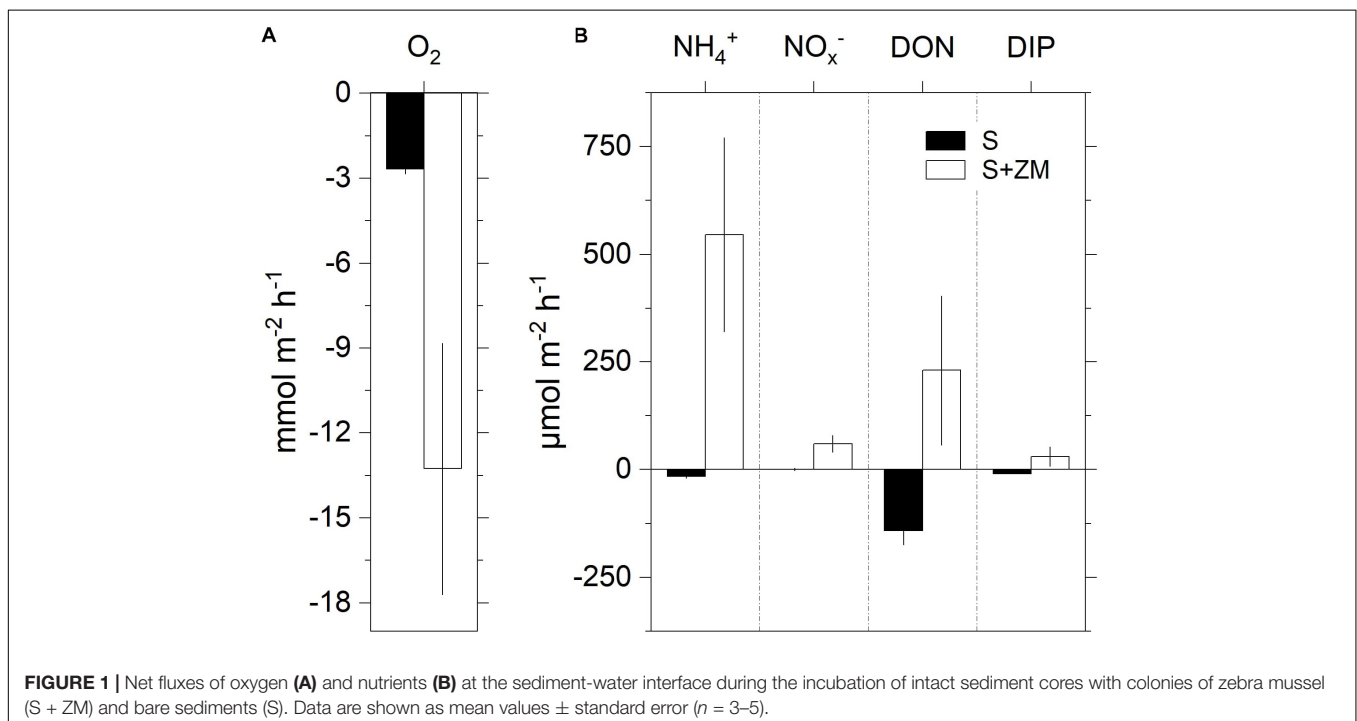 A
B
O₂
NH₄⁺ NOₓ⁻ DON DIP
0
-3
-6
-9
-12
-15
-18
mmol m⁻² h⁻¹
750
500
250
0
-250
µmol m⁻² h⁻¹
S
S+ZM
FIGURE 1 | Net fluxes of oxygen (A) and nutrients (B) at the sediment-water interface during the incubation of intact sediment cores with colonies of zebra mussel
(S + ZM) and bare sediments (S). Data are shown as mean values ± standard error (n = 3–5).